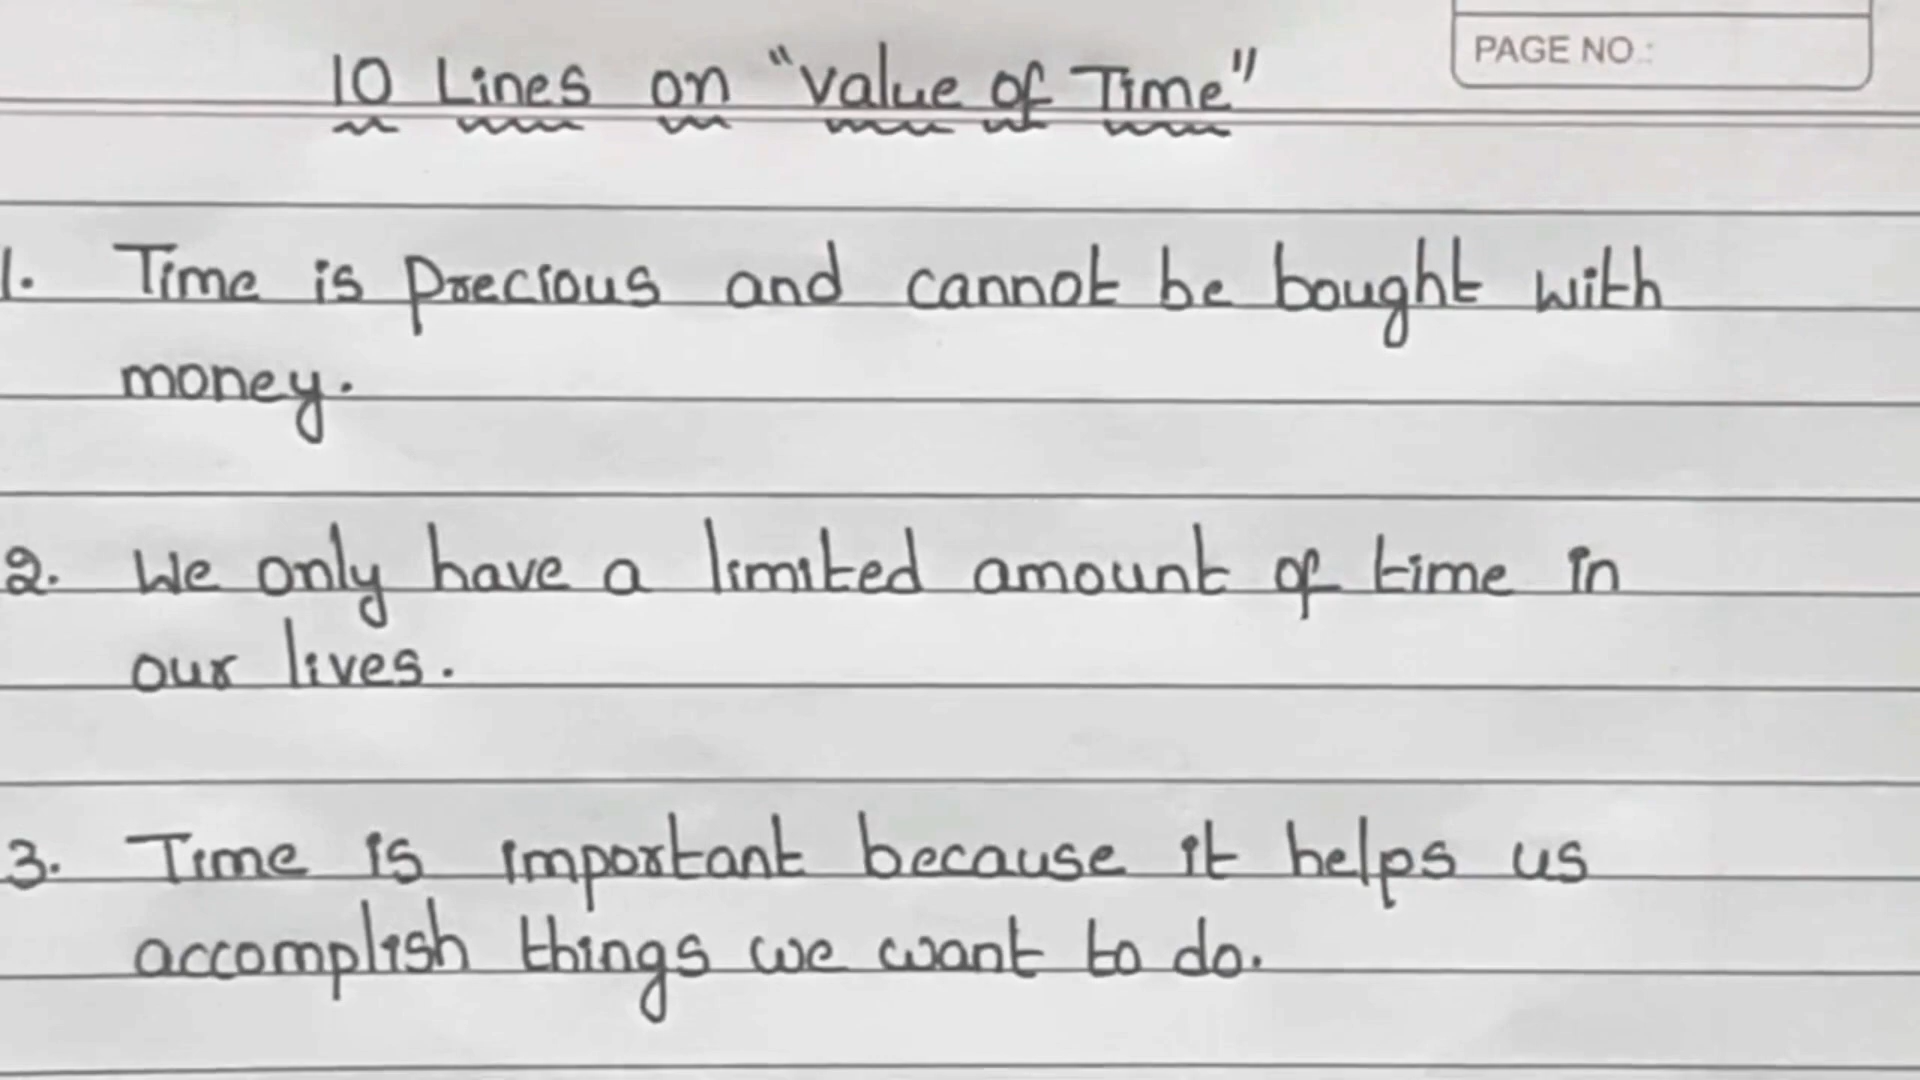 PAGE NO.:
10 Lines on "Value of Time"
1. Time is precious and cannot be bought with
money.
2. We only have a limited amount of time in
our lives.
3. Time is important because it helps us
accomplish things we want to do.